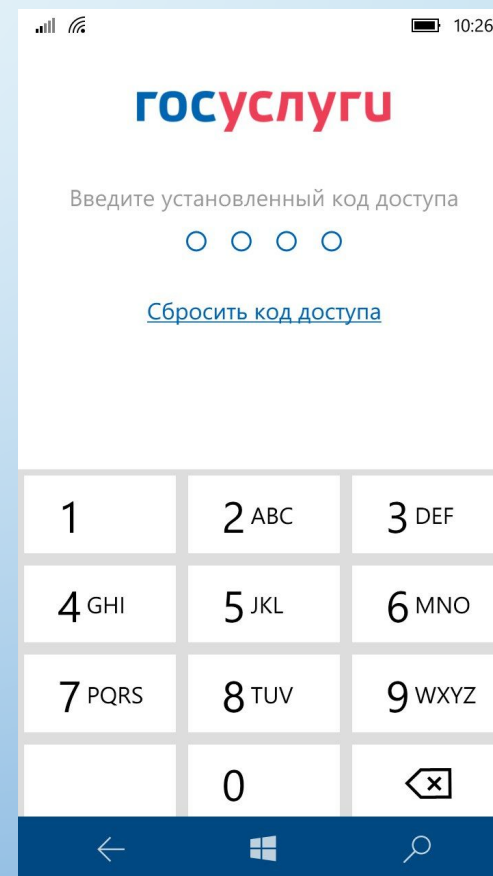 10:26
госуслуги
Введите установленный код доступа
Сбросить код доступа
1 2 ABC 3 DEF
4 GHI 5 JKL 6 MNO
7 PQRS 8 TUV 9 WXYZ
0